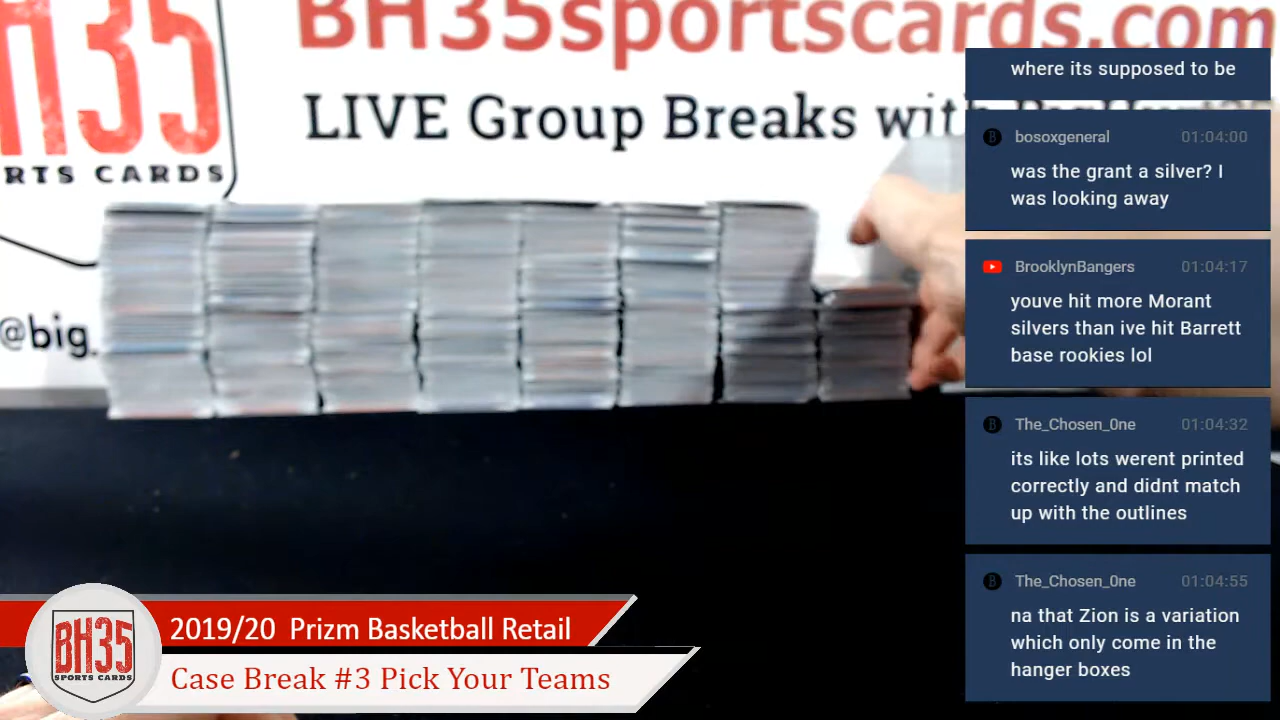 BH35sportscards.com
LIVE Group Breaks with
H35
RTS CARDS
@big_
where its supposed to be
bosoxgeneral 01:04:00
was the grant a silver? I
was looking away
BrooklynBangers 01:04:17
youve hit more Morant
silvers than ive hit Barrett
base rookies lol
The_Chosen_0ne 01:04:32
its like lots werent printed
correctly and didnt match
up with the outlines
The_Chosen_0ne 01:04:55
na that Zion is a variation
which only come in the
hanger boxes
BH35
SPORTS CARDS
2019/20 Prizm Basketball Retail
Case Break #3 Pick Your Teams